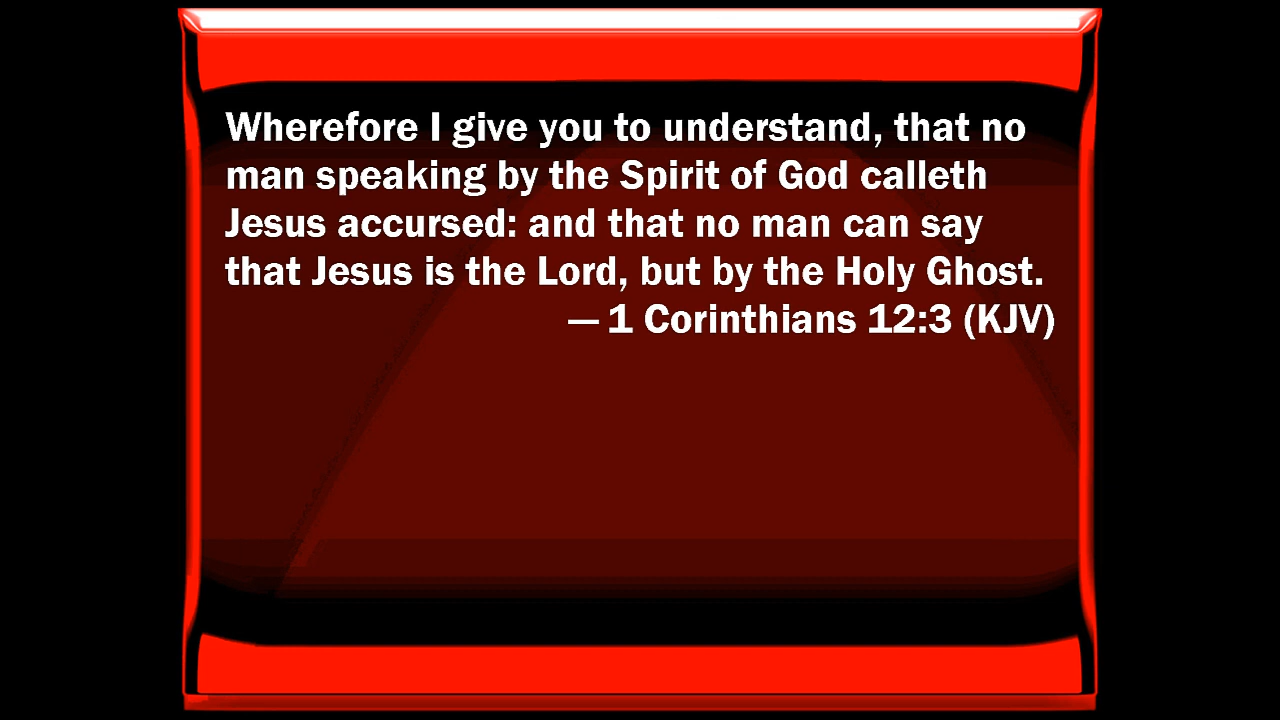 Wherefore I give you to understand, that no
man speaking by the Spirit of God calleth
Jesus accursed: and that no man can say
that Jesus is the Lord, but by the Holy Ghost.
— 1 Corinthians 12:3 (KJV)